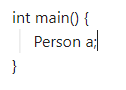 int main() {
    Person a;
}